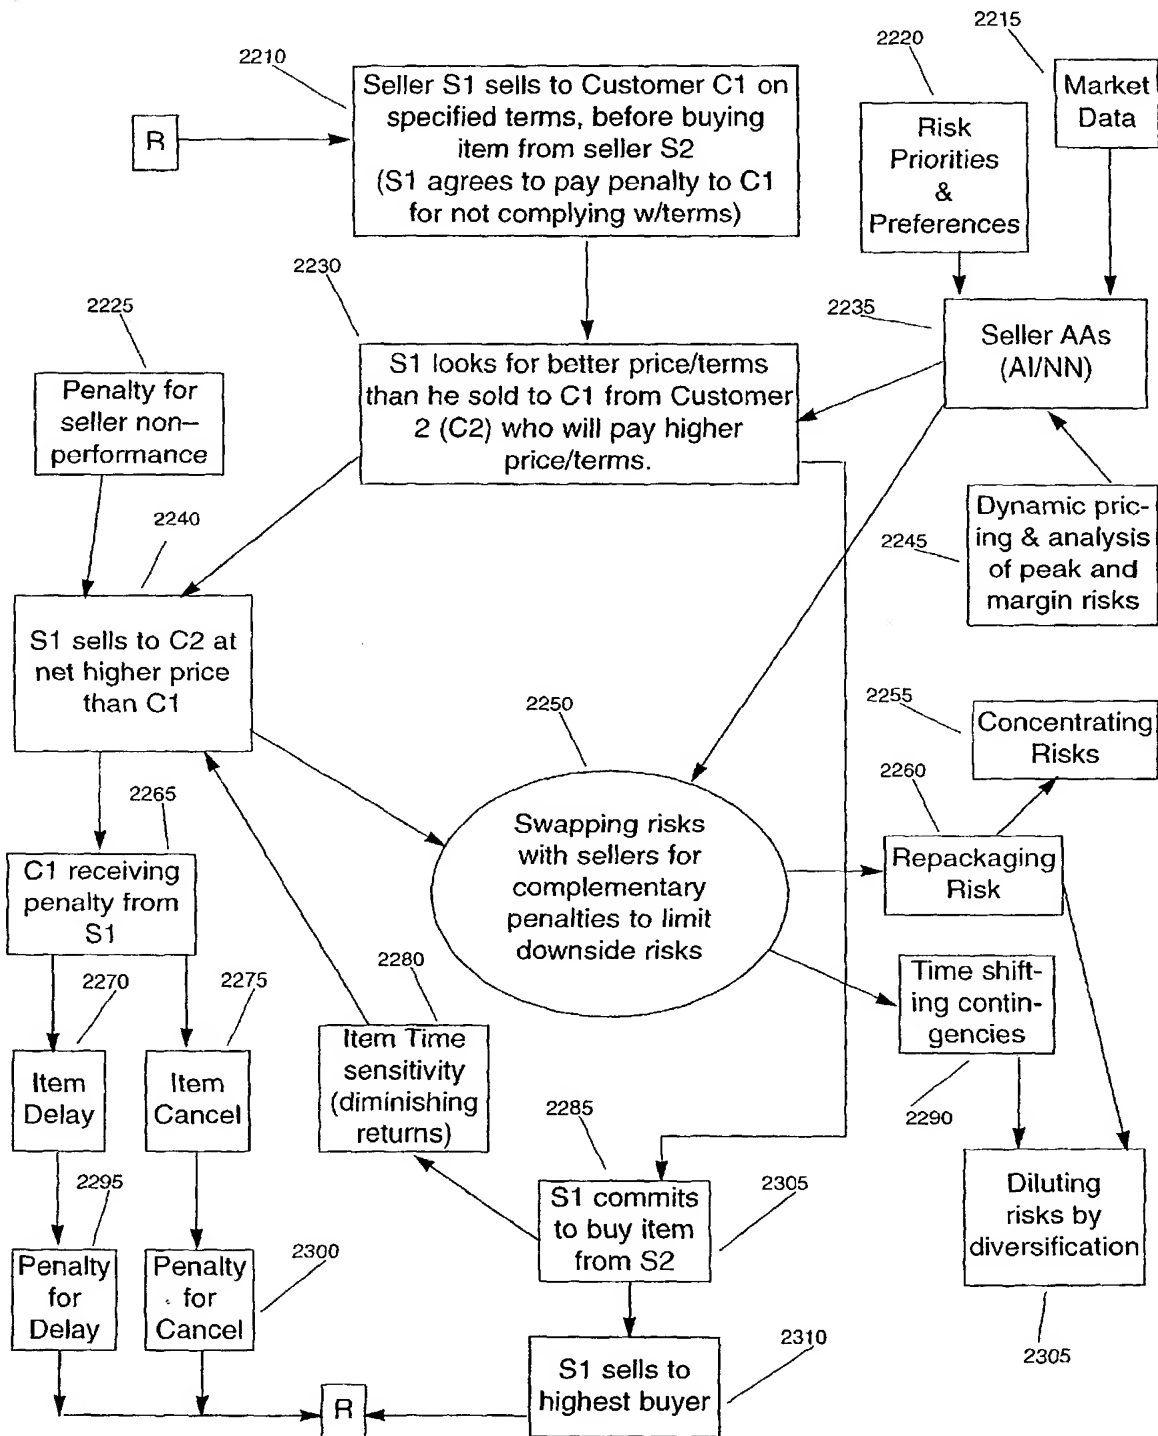 2215
2220
2210
Seller S1 sells to Customer C1 on
specified terms, before buying
item from seller S2
(S1 agrees to pay penalty to C1
for not complying w/terms)
Market
Data
R
Risk
Priorities
&
Preferences
2230
2225
2235
Seller AAs
(AI/NN)
S1 looks for better price/terms
than he sold to C1 from Customer
2 (C2) who will pay higher
price/terms.
Penalty for
seller non–
performance
2240
2245
Dynamic pric-
ing & analysis
of peak and
margin risks
S1 sells to C2 at
net higher price
than C1
2250
2255
Concentrating
Risks
2260
2265
Swapping risks
with sellers for
complementary
penalties to limit
downside risks
Repackaging
Risk
C1 receiving
penalty from
S1
2270
2275
2280
Time shift-
ing contin-
gencies
Item Time
sensitivity
(diminishing
returns)
Item
Delay
Item
Cancel
2285
2290
2295
2305
S1 commits
to buy item
from S2
Diluting
risks by
diversification
2300
Penalty
for
Delay
Penalty
for
Cancel
2310
2305
S1 sells to
highest buyer
R